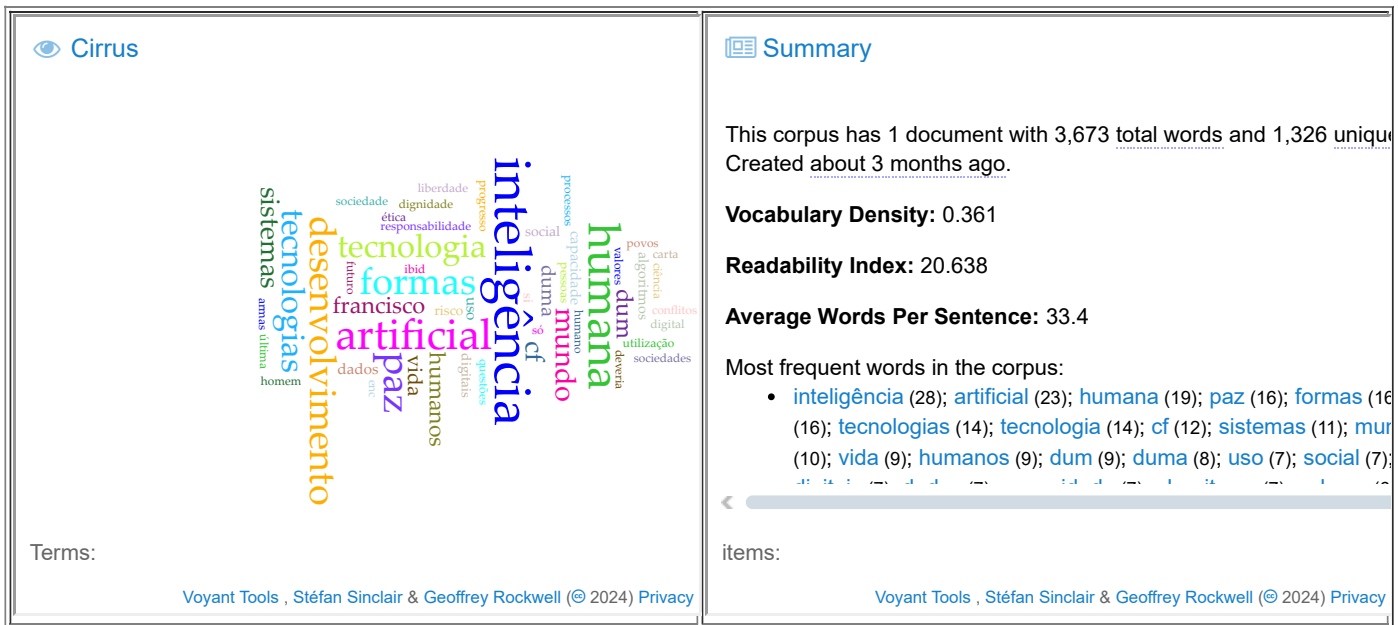 Cirrus
inteligência
humana
artificial
desenvolvimento
tecnologias
tecnologia
sistemas
formas
francisco
paz
mundo
vida
humanos
dum
duma
cf
uso
dados
risco
liberdade
sociedade
dignidade
ética
responsabilidade
progresso
processos
social
capacidade
pessoas
povos
carta
valores
algoritmos
ciência
conflitos
digital
utilização
sociedades
deveria
humano
só
si
ibid
futuro
armas
última
homem
cnc
digitais
questões
Terms:
Voyant Tools , Stéfan Sinclair & Geoffrey Rockwell (© 2024) Privacy
Summary
This corpus has 1 document with 3,673 total words and 1,326 unique
Created about 3 months ago.
Vocabulary Density: 0.361
Readability Index: 20.638
Average Words Per Sentence: 33.4
Most frequent words in the corpus:
• inteligência (28); artificial (23); humana (19); paz (16); formas (16
(16); tecnologias (14); tecnologia (14); cf (12); sistemas (11); mun
(10); vida (9); humanos (9); dum (9); duma (8); uso (7); social (7);
items:
Voyant Tools , Stéfan Sinclair & Geoffrey Rockwell (© 2024) Privacy